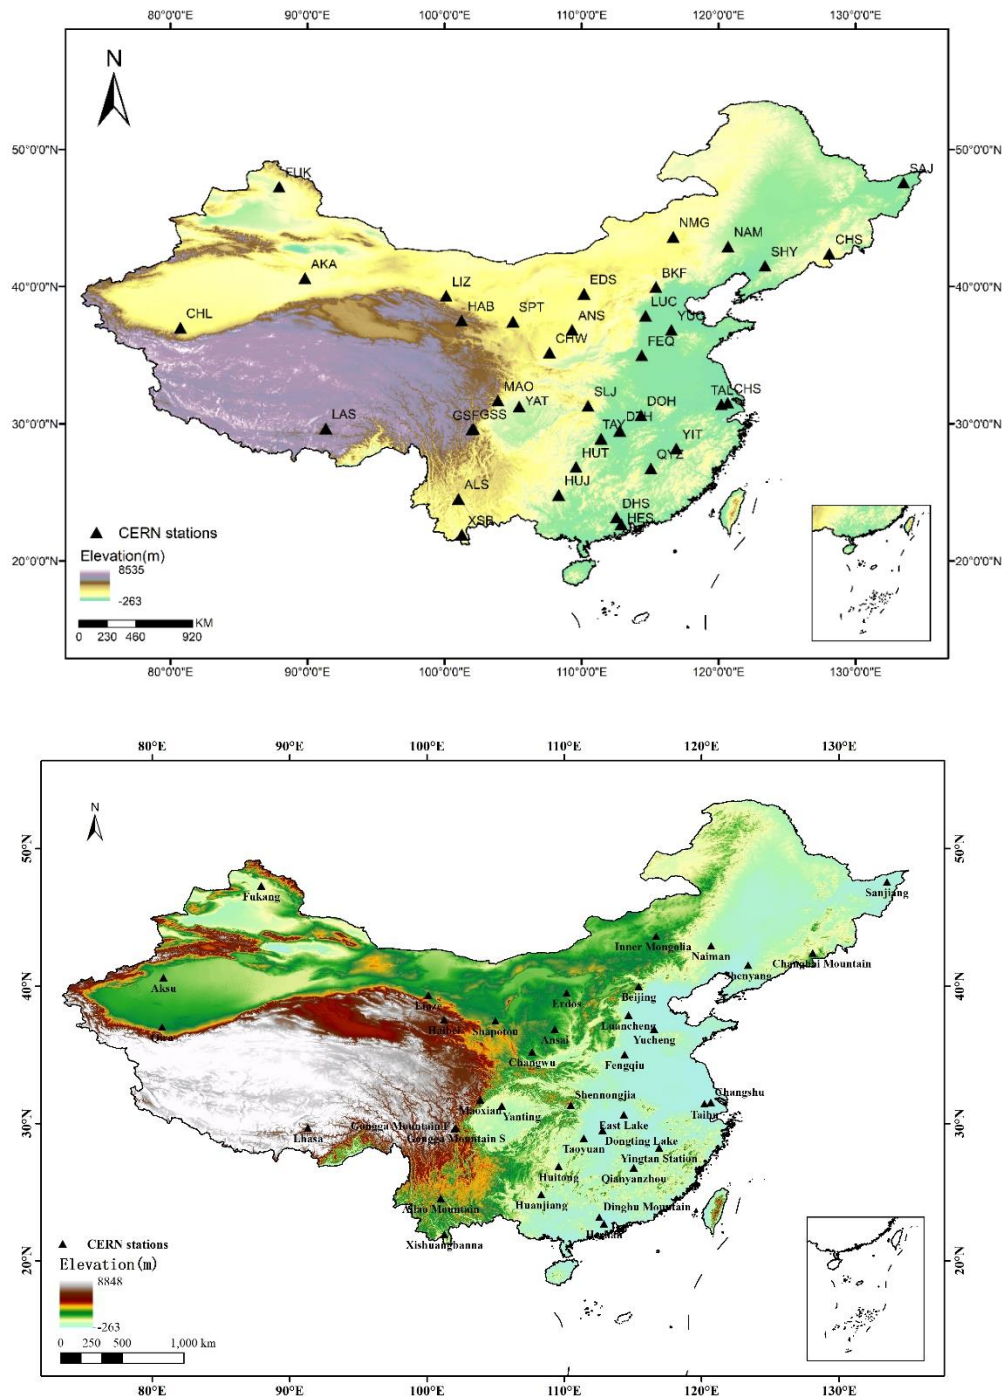 80°0'0"E 90°0'0"E 100°0'0"E 110°0'0"E 120°0'0"E 130°0'0"E
N
50°0'0"N 50°0'0"N
FUK SAJ
NMG NAM CHS
AKA SHY
LIZ EDS BKF
40°0'0"N 40°0'0"N
HAB SPT ANS LUC YUC
CHL CHW FEQ
MAO SLJ TAL CHS
YAT DOH
LAS GSF GSS TAY
30°0'0"N 30°0'0"N
YIT
HUT QYZ
HUJ
ALS DHS
XSB HES
CERN stations
Elevation(m)
20°0'0"N 20°0'0"N
8535
-263
KM
0 230 460 920
80°0'0"E 90°0'0"E 100°0'0"E 110°0'0"E 120°0'0"E 130°0'0"E
80°E 90°E 100°E 110°E 120°E 130°E
N
50°N 50°N
Fukang Sanjiang
Inner Mongolia
Naiman Changbai Mountain
Shenyang
Aksu
40°N 40°N
Linze Erdos Beijing
Haibei Shapotou Luancheng
Ansai Yucheng
Changwu Fengqiu
Shennongjia Changshu
Maoxian Yanting Taihu
30°N 30°N
Lhasa Gongga Mountain F East Lake
Gongga Mountain S Dongting Lake
Taoyuan Yingtan Station
Huitong Qianyanzhou
Huanjiang Dinghu Mountain
Ailao Mountain
Heshan
Xishuangbanna
CERN stations
20°N 20°N
Elevation(m)
8848
-263
0 250 500 1,000 km
80°E 90°E 100°E 110°E 120°E 130°E